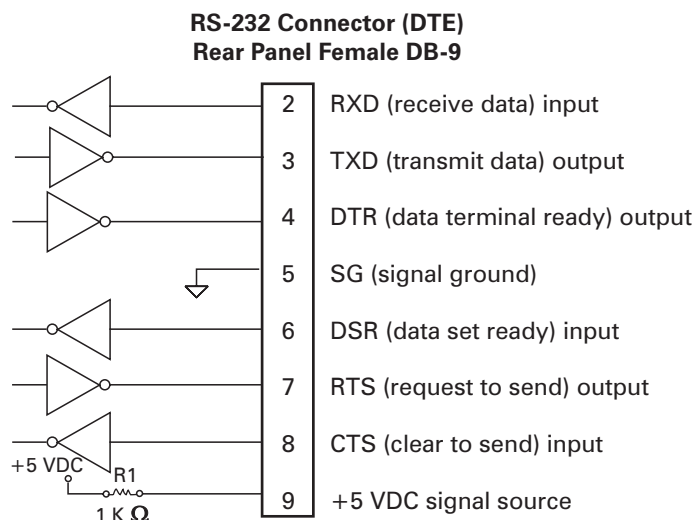 RS-232 Connector (DTE)
Rear Panel Female DB-9
2 RXD (receive data) input
3 TXD (transmit data) output
4 DTR (data terminal ready) output
5 SG (signal ground)
6 DSR (data set ready) input
7 RTS (request to send) output
8 CTS (clear to send) input
+5 VDC
R1
9 +5 VDC signal source
1 K Ω